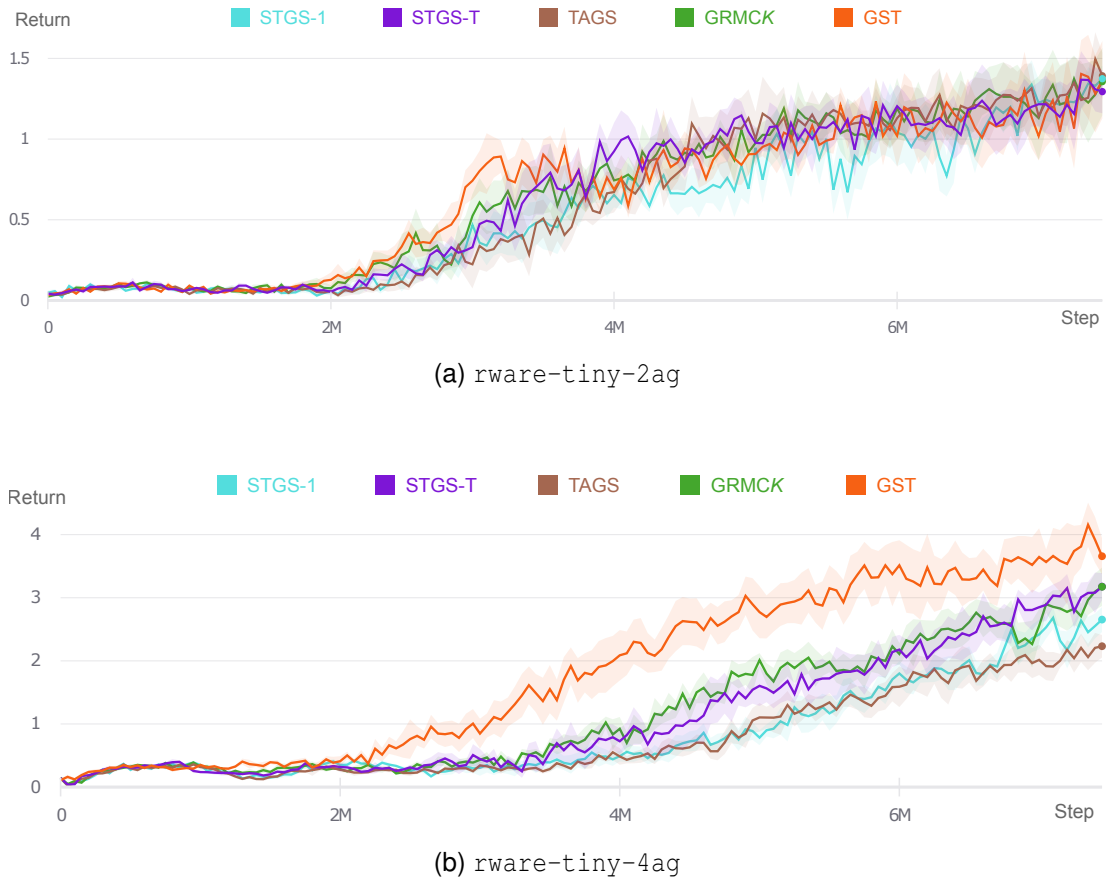 Return
STGS-1 STGS-T TAGS GRMCK GST
1.5
1
0.5
0
0 2M 4M 6M Step
(a) rware-tiny-2ag
STGS-1 STGS-T TAGS GRMCK GST
Return
4
3
2
1
0
0 2M 4M 6M Step
(b) rware-tiny-4ag